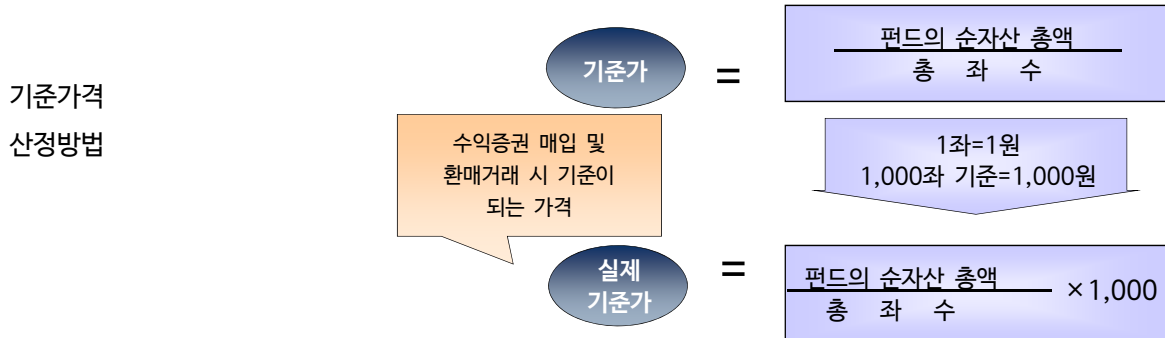 기준가격
산정방법
기준가
=
펀드의 순자산 총액
총 좌 수
수익증권 매입 및
환매거래 시 기준이
되는 가격
1좌=1원
1,000좌 기준=1,000원
실제
기준가
=
펀드의 순자산 총액
총 좌 수
×1,000